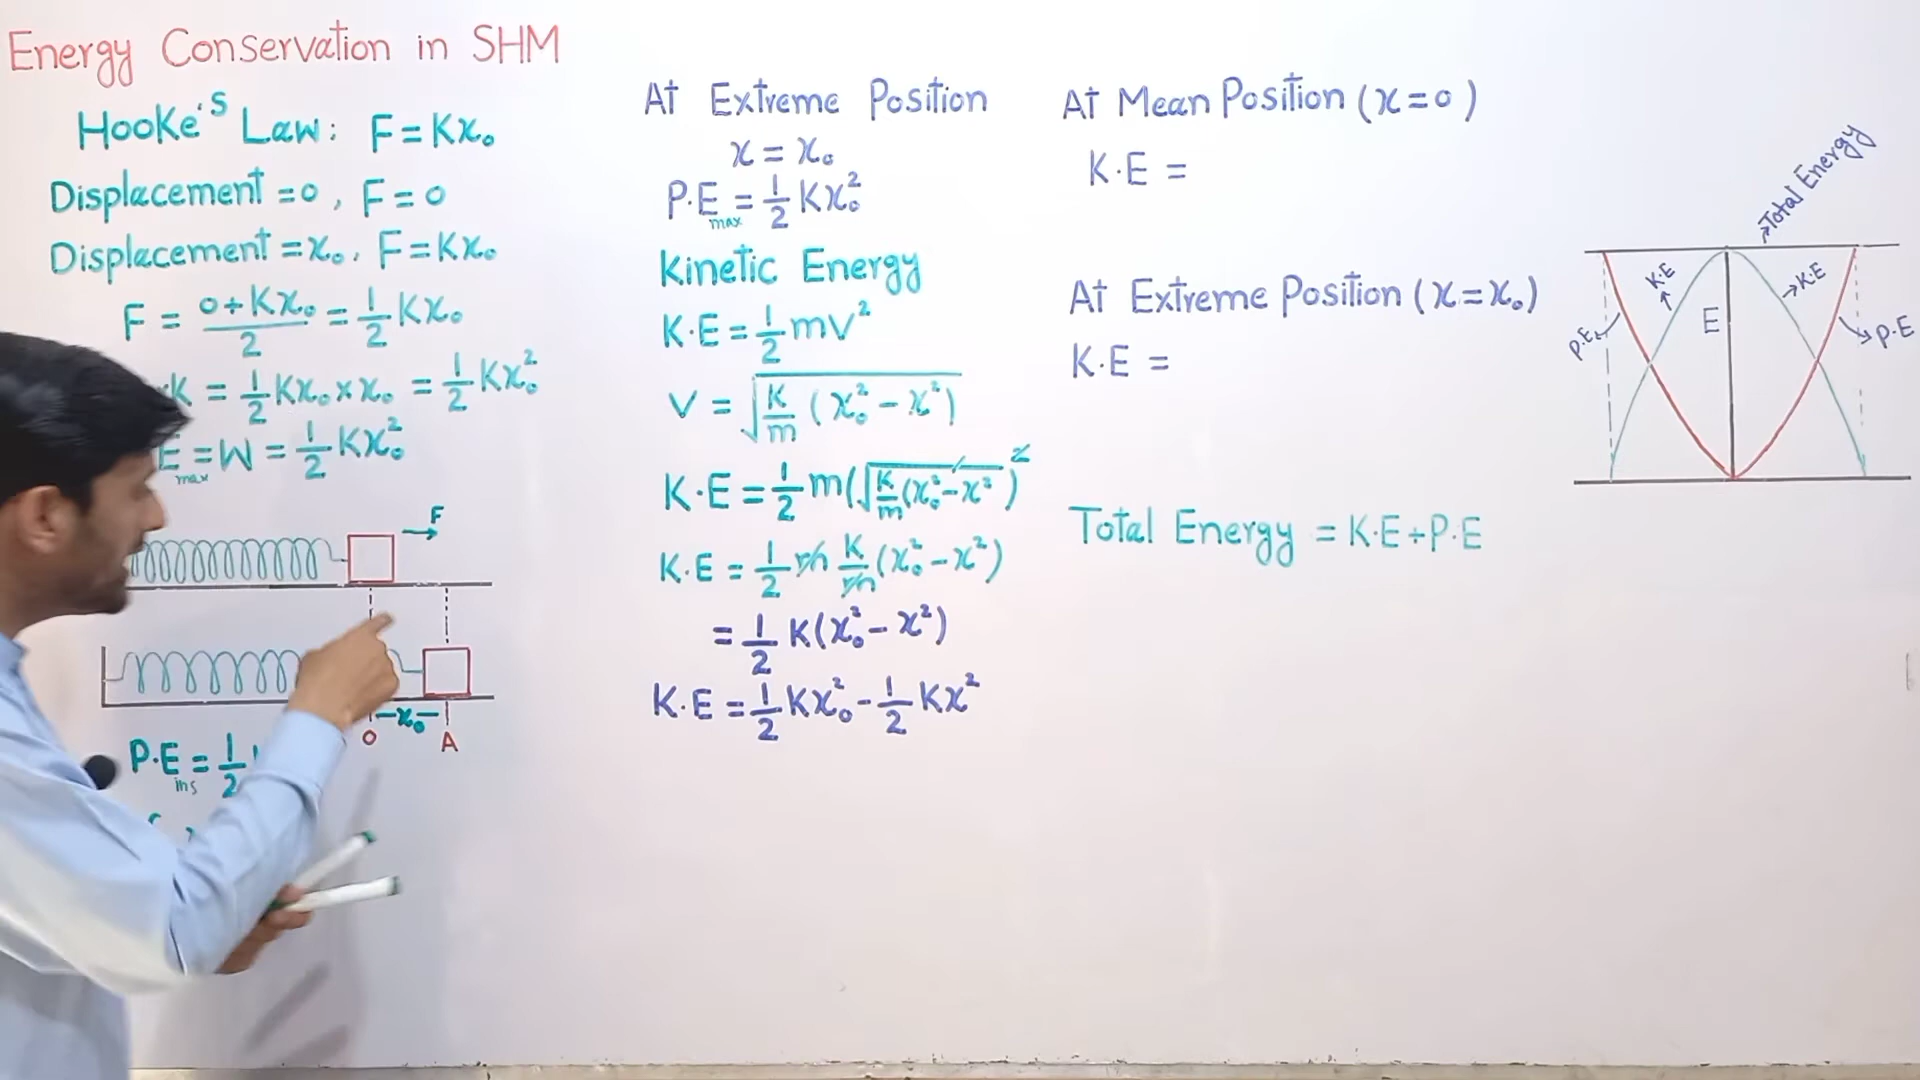 Energy Conservation in SHM
Hooke's Law: F = Kx₀
Displacement = 0, F = 0
Displacement = x₀, F = Kx₀
F = (0 + Kx₀)/2 = 1/2 Kx₀
K = 1/2 Kx₀ × x₀ = 1/2 Kx₀²
E max = W = 1/2 Kx₀²
F
x₀
O A
P.E ins = 1/2
At Extreme Position
x = x₀
P.E max = 1/2 Kx₀²
Kinetic Energy
K.E = 1/2 mv²
V = √(K/m (x₀² - x²))
K.E = 1/2 m(√(K/m (x₀² - x²)))²
K.E = 1/2 m K/m (x₀² - x²)
= 1/2 K(x₀² - x²)
K.E = 1/2 Kx₀² - 1/2 Kx²
At Mean Position (x = 0)
K.E =
At Extreme Position (x = x₀)
K.E =
Total Energy = K.E + P.E
Total Energy
K.E
K.E
E
P.E
P.E